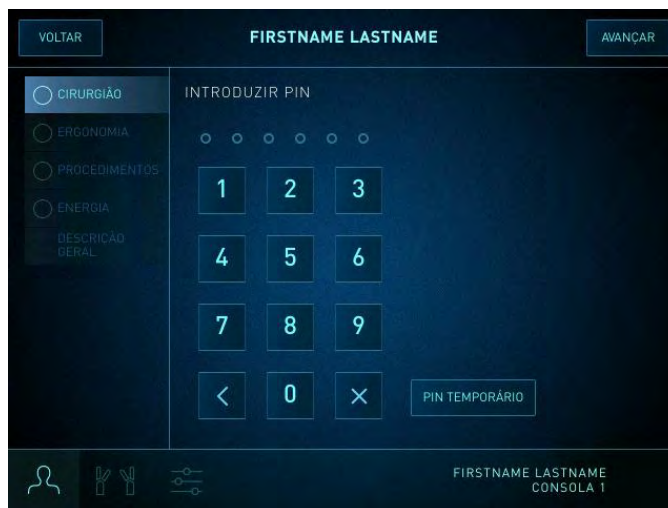 VOLTAR
FIRSTNAME LASTNAME
AVANÇAR
CIRURGIÃO
ERGONOMIA
PROCEDIMENTOS
ENERGIA
DESCRIÇÃO
GERAL
INTRODUZIR PIN
1 2 3
4 5 6
7 8 9
< 0 ×
PIN TEMPORÁRIO
FIRSTNAME LASTNAME
CONSOLA 1